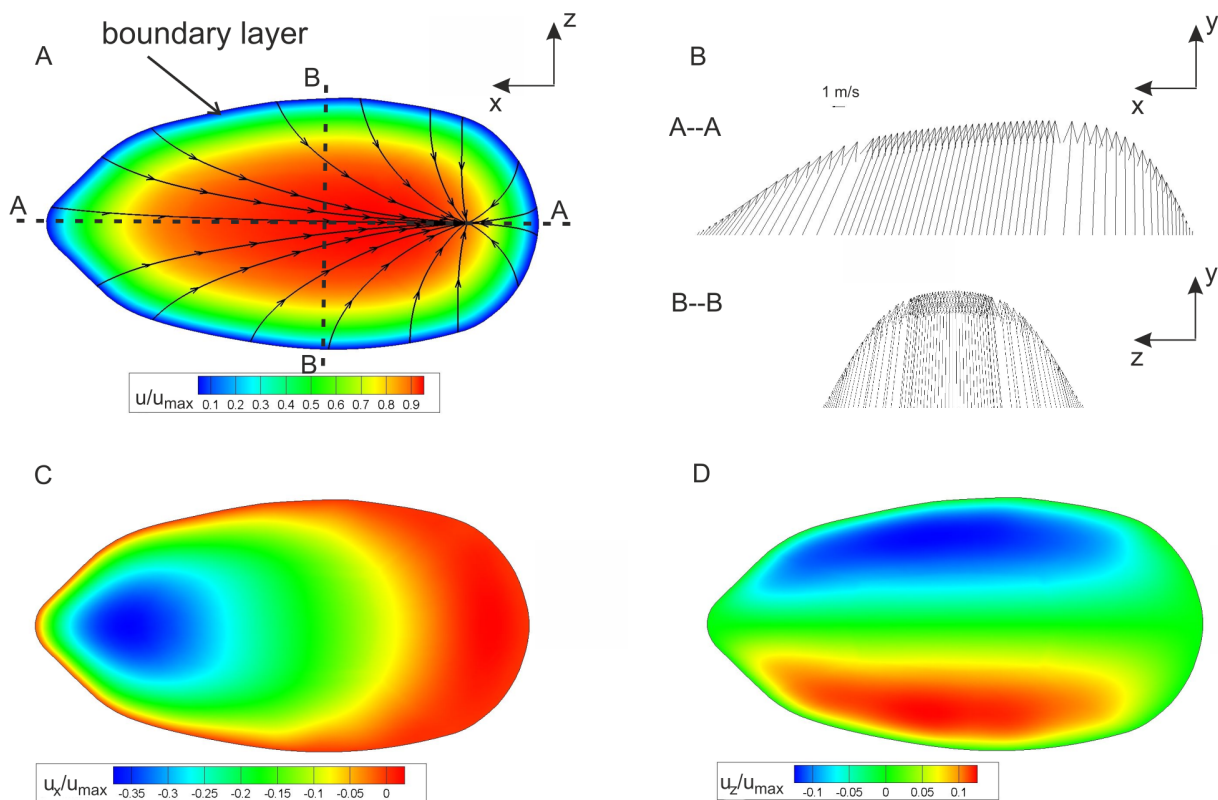 A
boundary layer
z
x
B
A
A
B
u/umax
0.1 0.2 0.3 0.4 0.5 0.6 0.7 0.8 0.9
B
y
x
1 m/s
A--A
B--B
y
z
C
ux/umax
-0.35 -0.3 -0.25 -0.2 -0.15 -0.1 -0.05 0
D
uz/umax
-0.1 -0.05 0 0.05 0.1